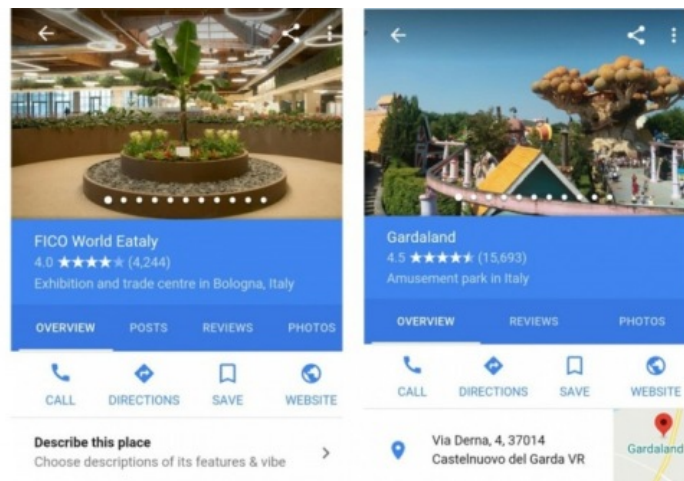 FICO World Eataly
4.0 ★★★★★ (4,244)
Exhibition and trade centre in Bologna, Italy
OVERVIEW POSTS REVIEWS PHOTOS
CALL DIRECTIONS SAVE WEBSITE
Describe this place
Choose descriptions of its features & vibe
Gardaland
4.5 ★★★★★ (15,693)
Amusement park in Italy
OVERVIEW REVIEWS PHOTOS
CALL DIRECTIONS SAVE WEBSITE
Via Derna, 4, 37014
Castelnuovo del Garda VR
Gardaland